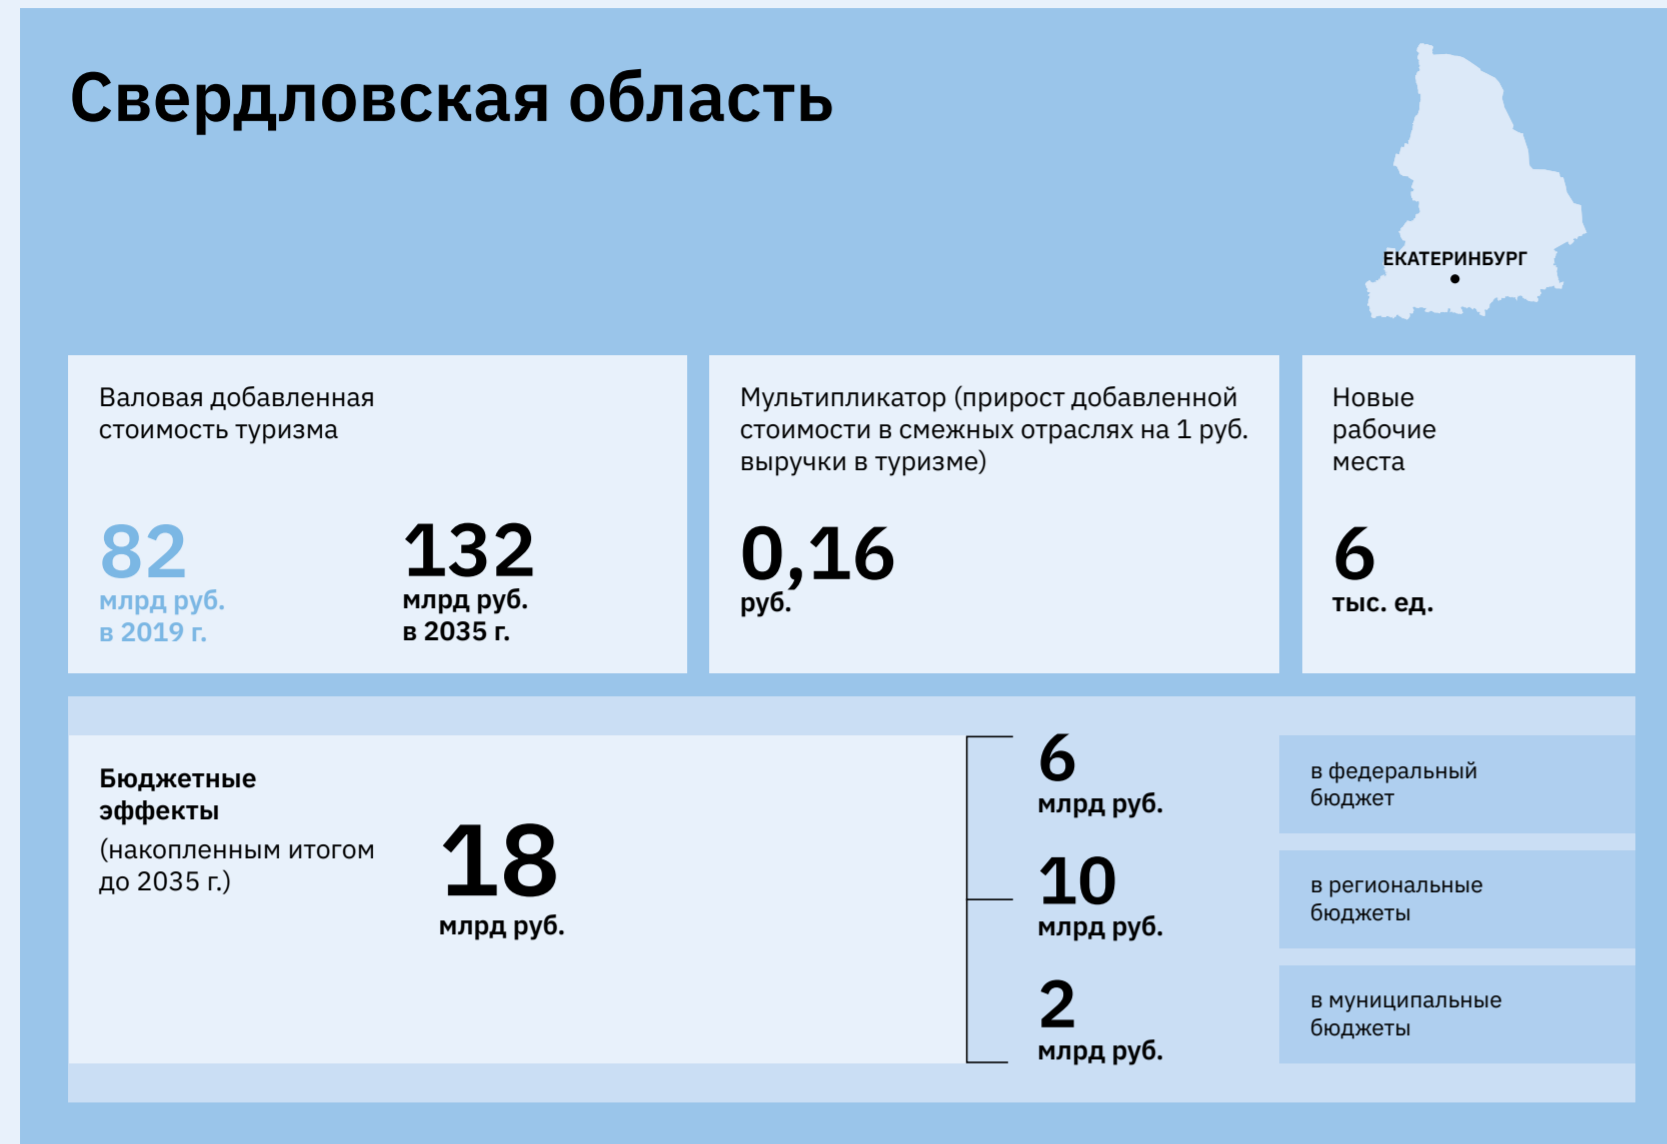 Свердловская область
ЕКАТЕРИНБУРГ
Валовая добавленная
стоимость туризма
82
млрд руб.
в 2019 г.
132
млрд руб.
в 2035 г.
Мультипликатор (прирост добавленной
стоимости в смежных отраслях на 1 руб.
выручки в туризме)
0,16
руб.
Новые
рабочие
места
6
тыс. ед.
Бюджетные
эффекты
(накопленным итогом
до 2035 г.)
18
млрд руб.
6
млрд руб.
в федеральный
бюджет
10
млрд руб.
в региональные
бюджеты
2
млрд руб.
в муниципальные
бюджеты